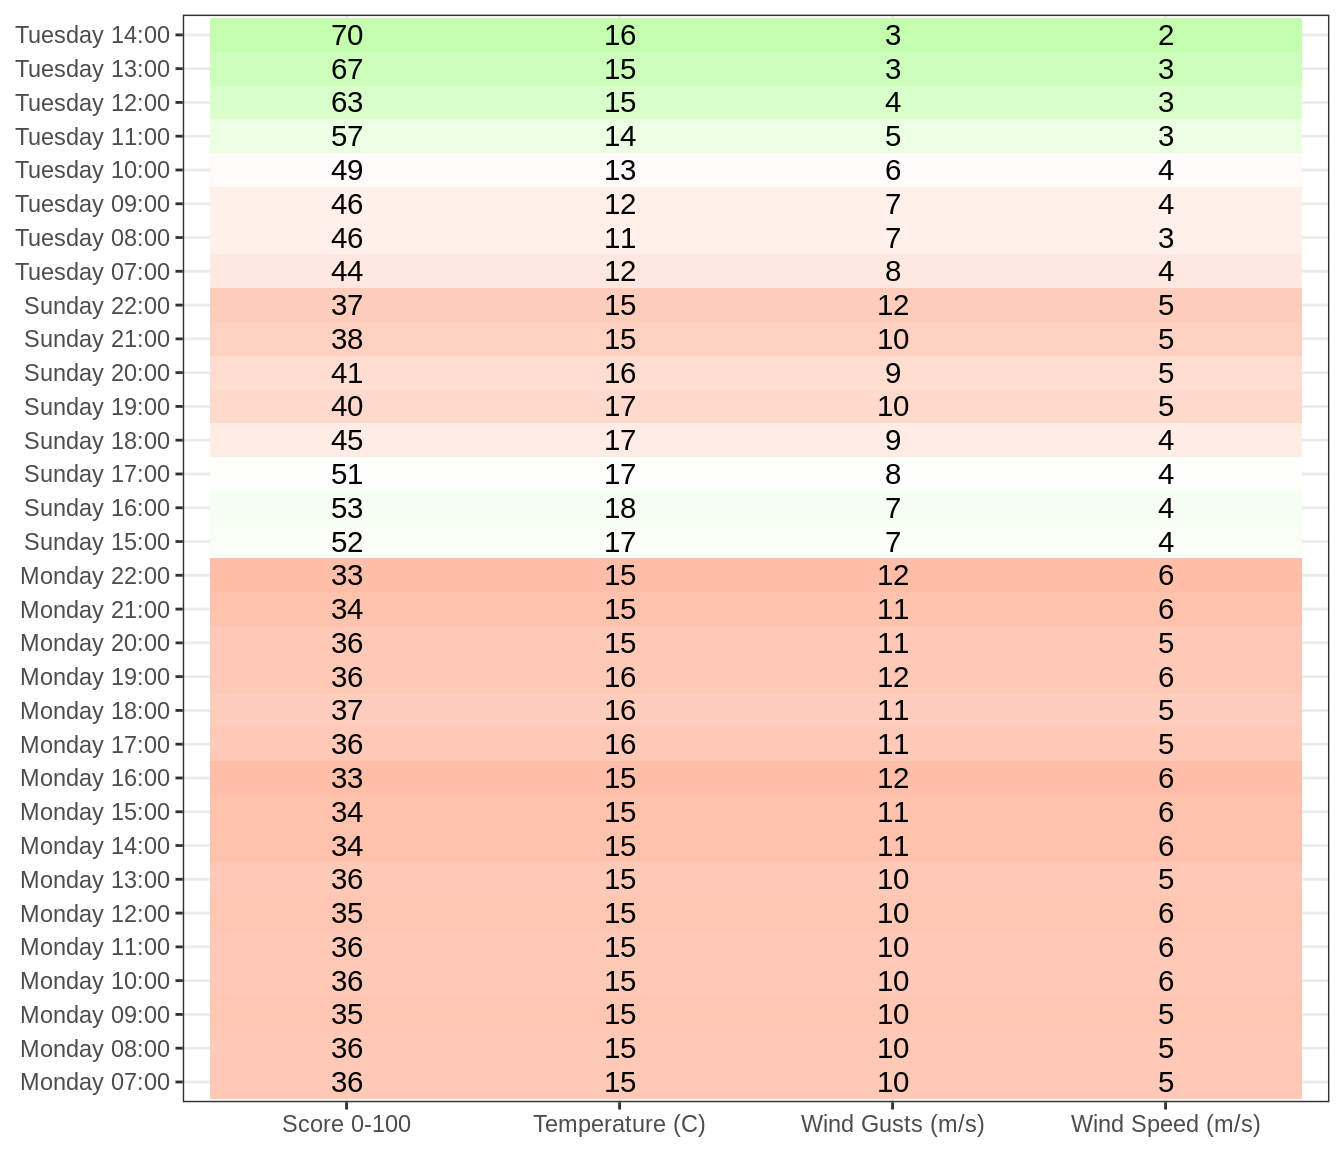 Tuesday 14:00 70 16 3 2
Tuesday 13:00 67 15 3 3
Tuesday 12:00 63 15 4 3
Tuesday 11:00 57 14 5 3
Tuesday 10:00 49 13 6 4
Tuesday 09:00 46 12 7 4
Tuesday 08:00 46 11 7 3
Tuesday 07:00 44 12 8 4
Sunday 22:00 37 15 12 5
Sunday 21:00 38 15 10 5
Sunday 20:00 41 16 9 5
Sunday 19:00 40 17 10 5
Sunday 18:00 45 17 9 4
Sunday 17:00 51 17 8 4
Sunday 16:00 53 18 7 4
Sunday 15:00 52 17 7 4
Monday 22:00 33 15 12 6
Monday 21:00 34 15 11 6
Monday 20:00 36 15 11 5
Monday 19:00 36 16 12 6
Monday 18:00 37 16 11 5
Monday 17:00 36 16 11 5
Monday 16:00 33 15 12 6
Monday 15:00 34 15 11 6
Monday 14:00 34 15 11 6
Monday 13:00 36 15 10 5
Monday 12:00 35 15 10 6
Monday 11:00 36 15 10 6
Monday 10:00 36 15 10 6
Monday 09:00 35 15 10 5
Monday 08:00 36 15 10 5
Monday 07:00 36 15 10 5
Score 0-100 Temperature (C) Wind Gusts (m/s) Wind Speed (m/s)